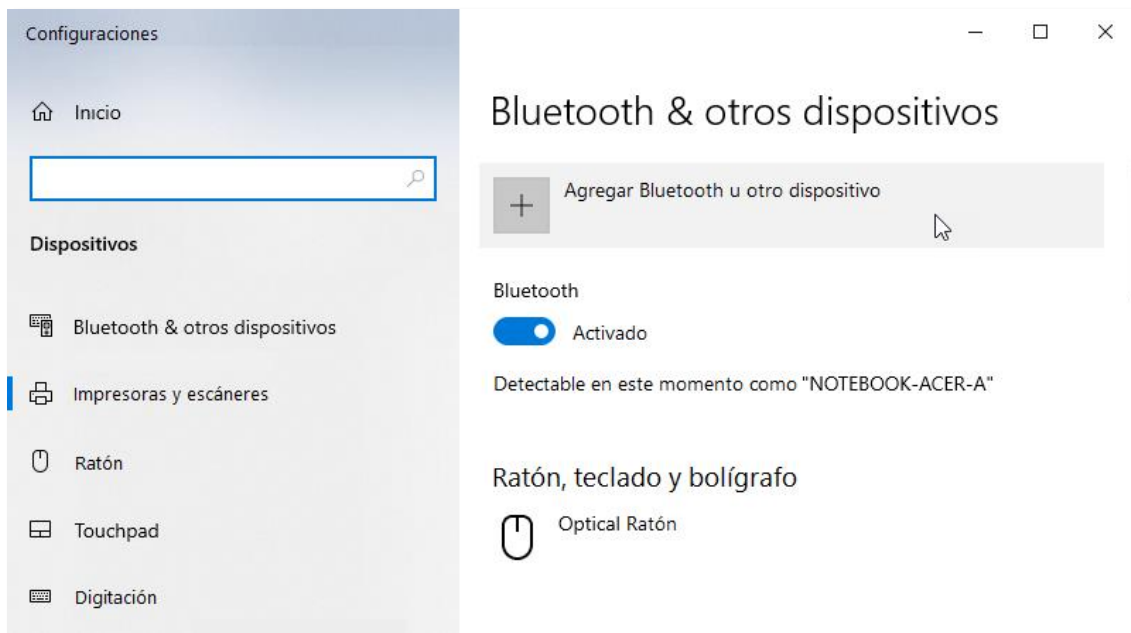 Configuraciones
Inicio
Dispositivos
Bluetooth & otros dispositivos
Impresoras y escáneres
Ratón
Touchpad
Digitación
Bluetooth & otros dispositivos
Agregar Bluetooth u otro dispositivo
Bluetooth
Activado
Detectable en este momento como "NOTEBOOK-ACER-A"
Ratón, teclado y bolígrafo
Optical Ratón